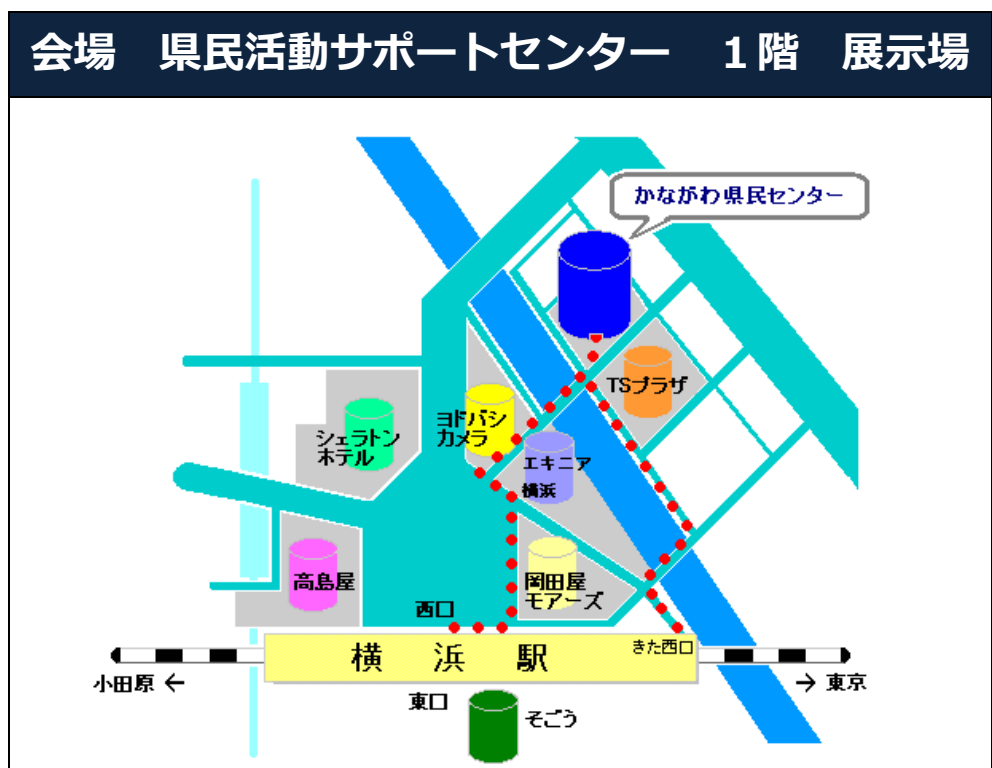 会場　県民活動サポートセンター　１階　展示場
かながわ県民センター
TSプラザ
ヨドバシ
カメラ
シェラトン
ホテル
エキニア
横浜
高島屋
岡田屋
モアーズ
西口
きた西口
横　浜　駅
小田原 ←
→ 東京
東口
そごう